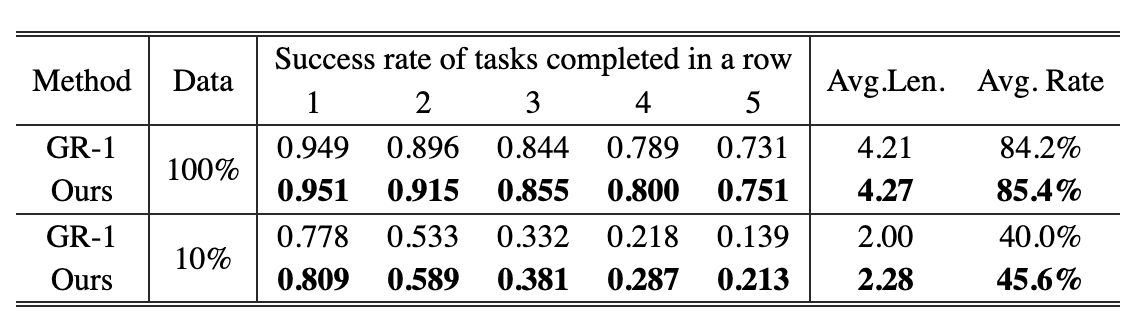 Method Data Success rate of tasks completed in a row Avg.Len. Avg. Rate
1 2 3 4 5
GR-1 100% 0.949 0.896 0.844 0.789 0.731 4.21 84.2%
Ours 0.951 0.915 0.855 0.800 0.751 4.27 85.4%
GR-1 10% 0.778 0.533 0.332 0.218 0.139 2.00 40.0%
Ours 0.809 0.589 0.381 0.287 0.213 2.28 45.6%